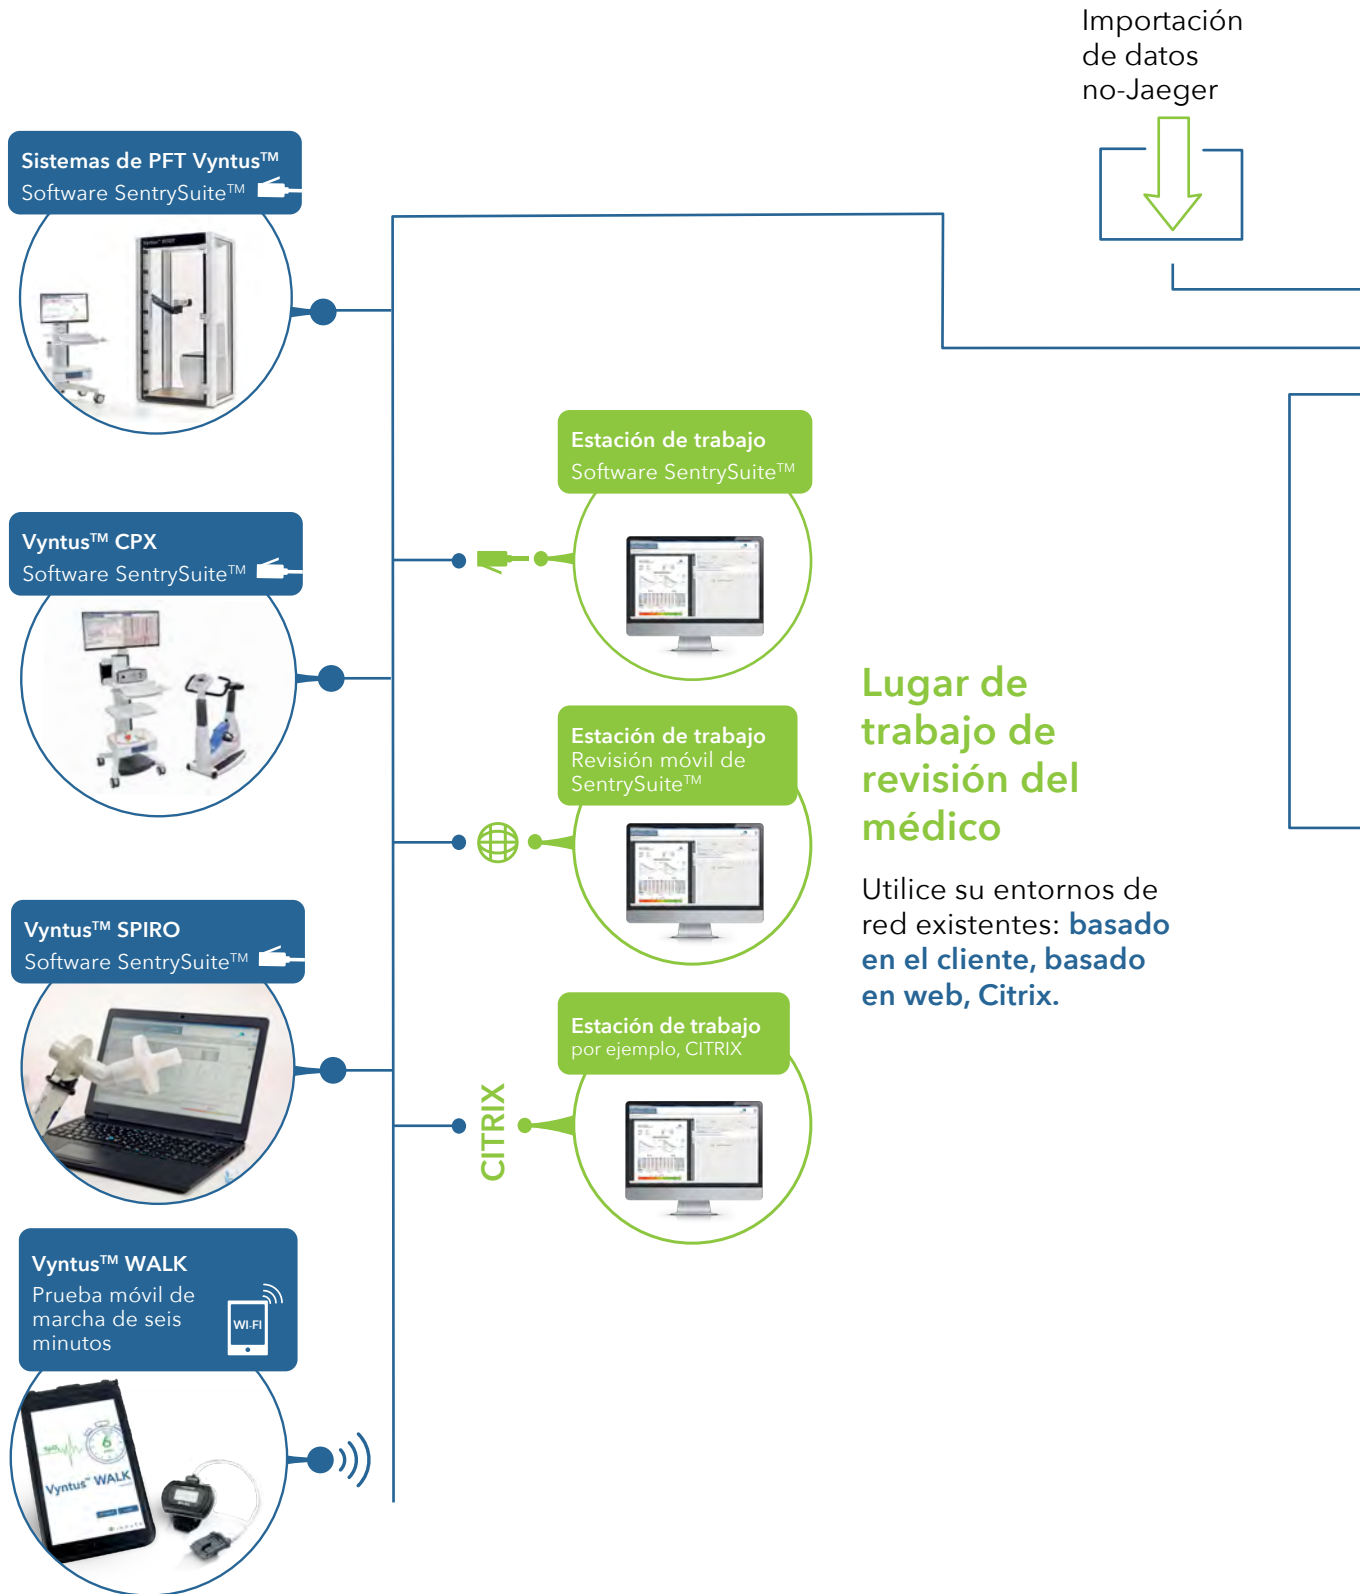 Importación
de datos
no-Jaeger
Sistemas de PFT Vyntus™
Software SentrySuite™
Vyntus™ CPX
Software SentrySuite™
Vyntus™ SPIRO
Software SentrySuite™
Vyntus™ WALK
Prueba móvil de
marcha de seis
minutos
WI-FI
6
Vyntus™ WALK
Estación de trabajo
Software SentrySuite™
Estación de trabajo
Revisión móvil de
SentrySuite™
Estación de trabajo
por ejemplo, CITRIX
CITRIX
Lugar de
trabajo de
revisión del
médico
Utilice su entornos de
red existentes: basado
en el cliente, basado
en web, Citrix.